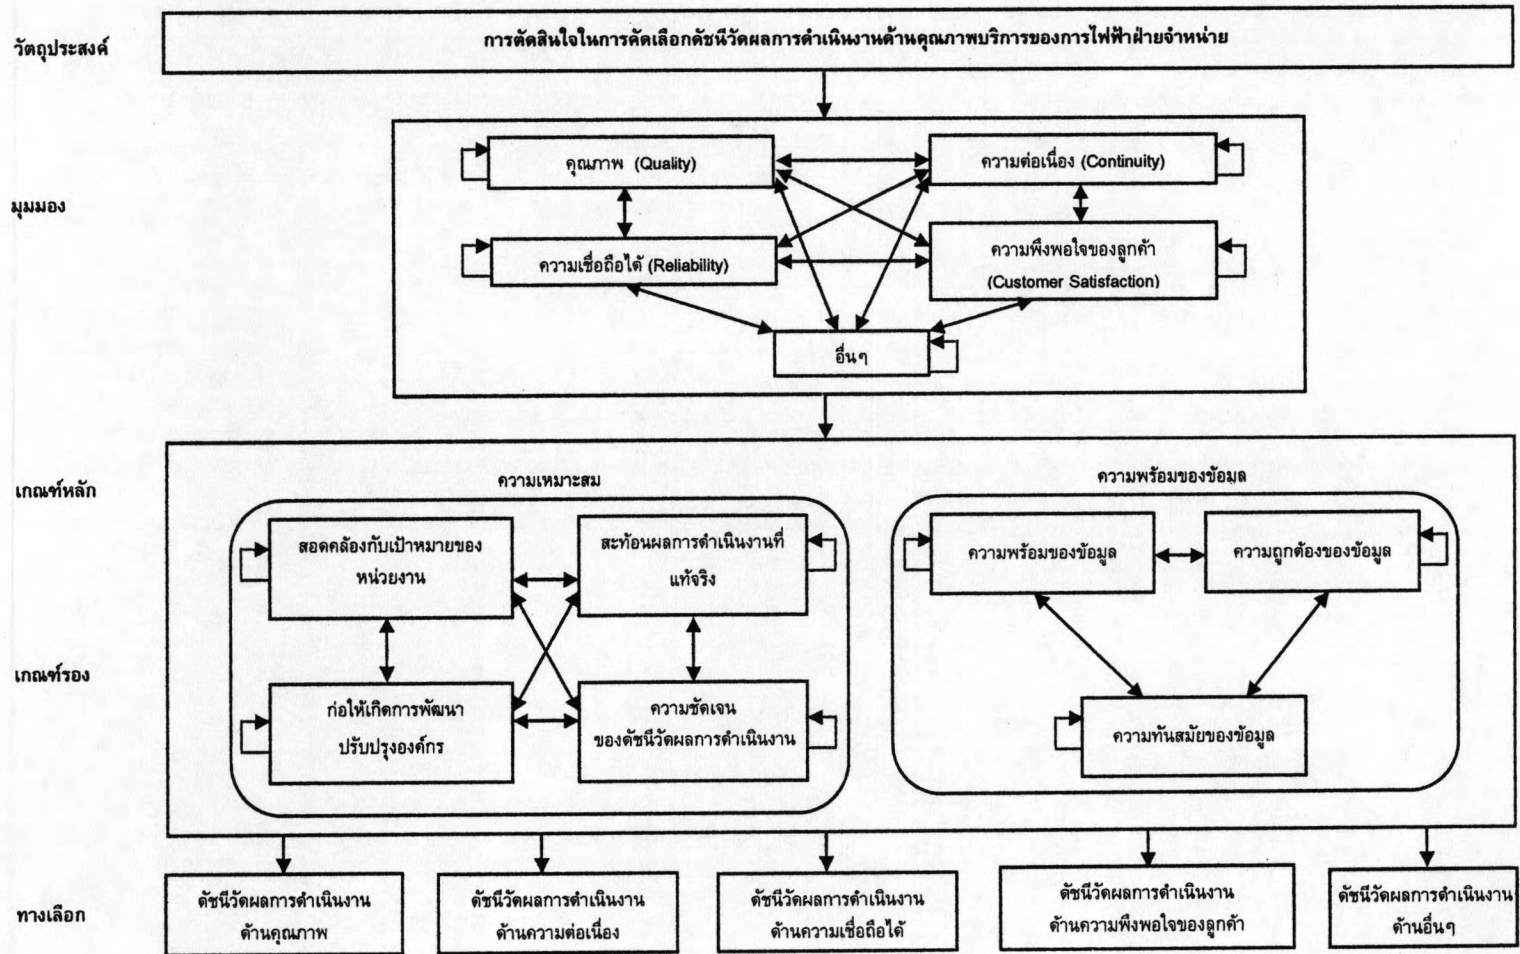 วัตถุประสงค์
การตัดสินใจในการคัดเลือกดัชนีวัดผลการดำเนินงานด้านคุณภาพบริการของการไฟฟ้าฝ่ายจำหน่าย
มุมมอง
คุณภาพ (Quality)
ความต่อเนื่อง (Continuity)
ความเชื่อถือได้ (Reliability)
ความพึงพอใจของลูกค้า
(Customer Satisfaction)
อื่นๆ
เกณฑ์หลัก
ความเหมาะสม
ความพร้อมของข้อมูล
สอดคล้องกับเป้าหมายของ
หน่วยงาน
สะท้อนผลการดำเนินงานที่
แท้จริง
ความพร้อมของข้อมูล
ความถูกต้องของข้อมูล
เกณฑ์รอง
ก่อให้เกิดการพัฒนา
ปรับปรุงองค์กร
ความชัดเจน
ของดัชนีวัดผลการดำเนินงาน
ความทันสมัยของข้อมูล
ทางเลือก
ดัชนีวัดผลการดำเนินงาน
ด้านคุณภาพ
ดัชนีวัดผลการดำเนินงาน
ด้านความต่อเนื่อง
ดัชนีวัดผลการดำเนินงาน
ด้านความเชื่อถือได้
ดัชนีวัดผลการดำเนินงาน
ด้านความพึงพอใจของลูกค้า
ดัชนีวัดผลการดำเนินงาน
ด้านอื่นๆ